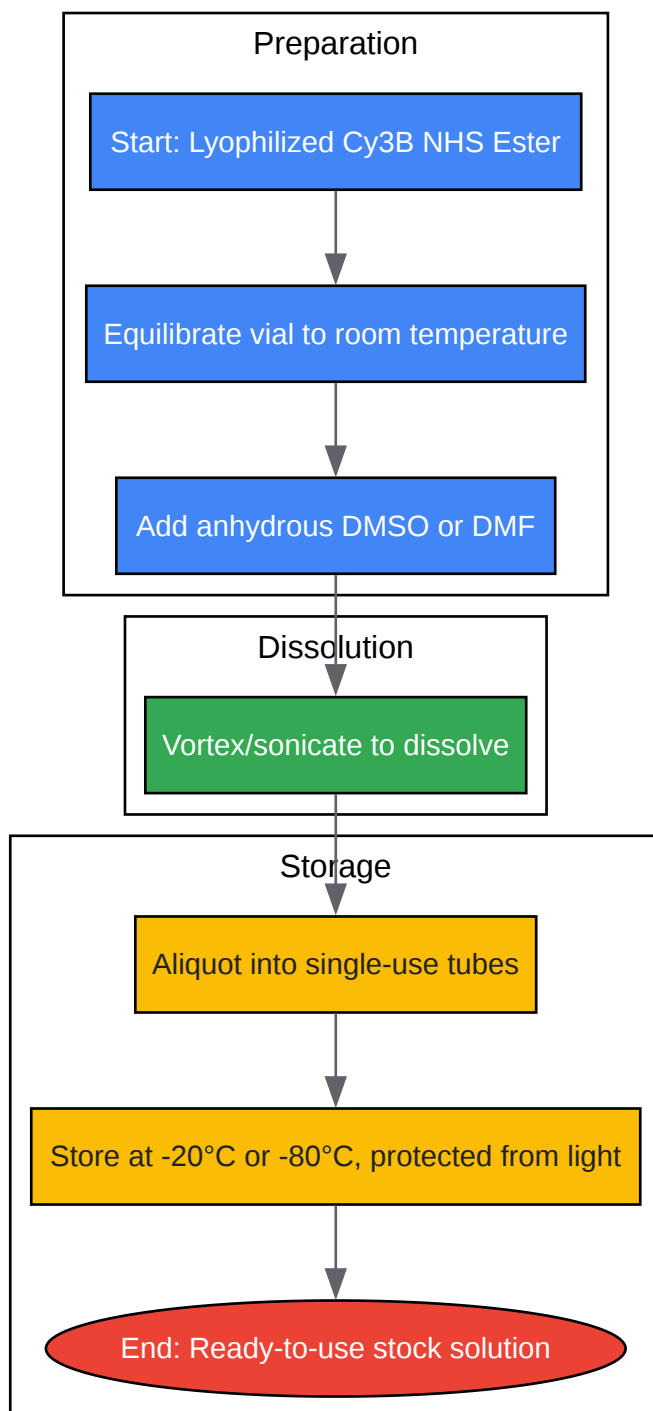 Preparation
Start: Lyophilized Cy3B NHS Ester
Equilibrate vial to room temperature
Add anhydrous DMSO or DMF
Dissolution
Vortex/sonicate to dissolve
Storage
Aliquot into single-use tubes
Store at -20°C or -80°C, protected from light
End: Ready-to-use stock solution